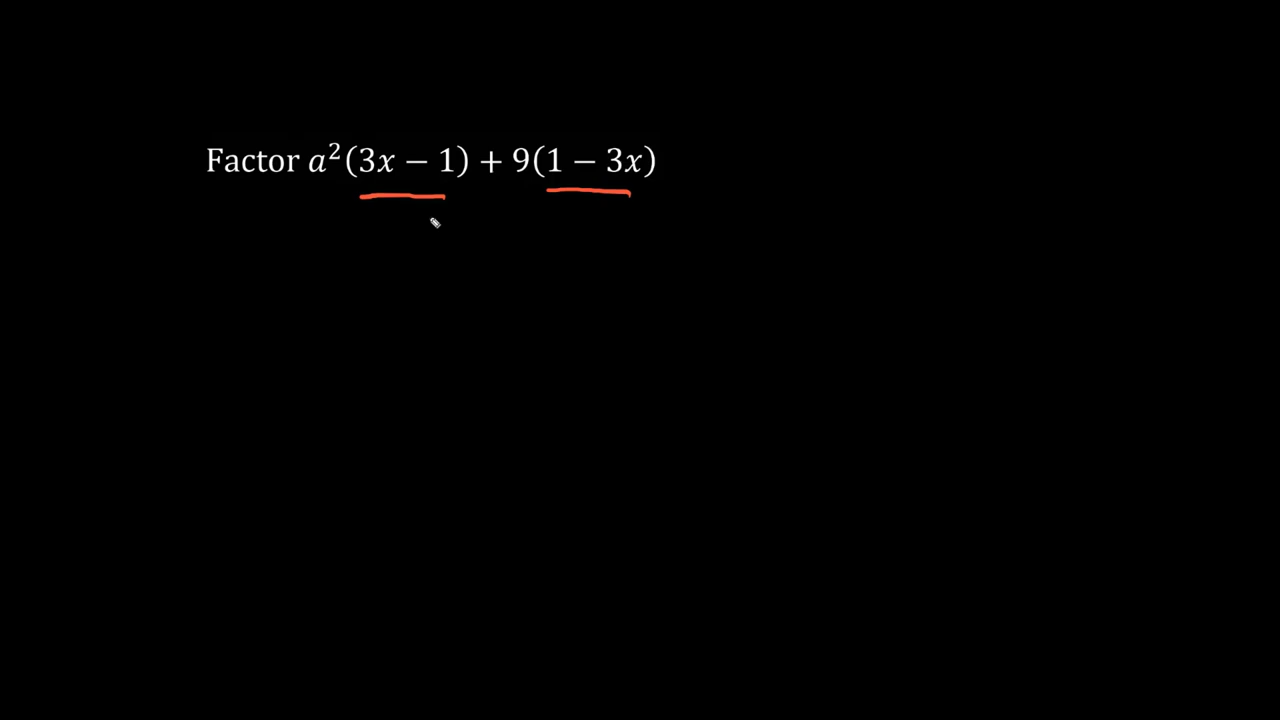 Factor 𝑎²(3𝑥 − 1) + 9(1 − 3𝑥)